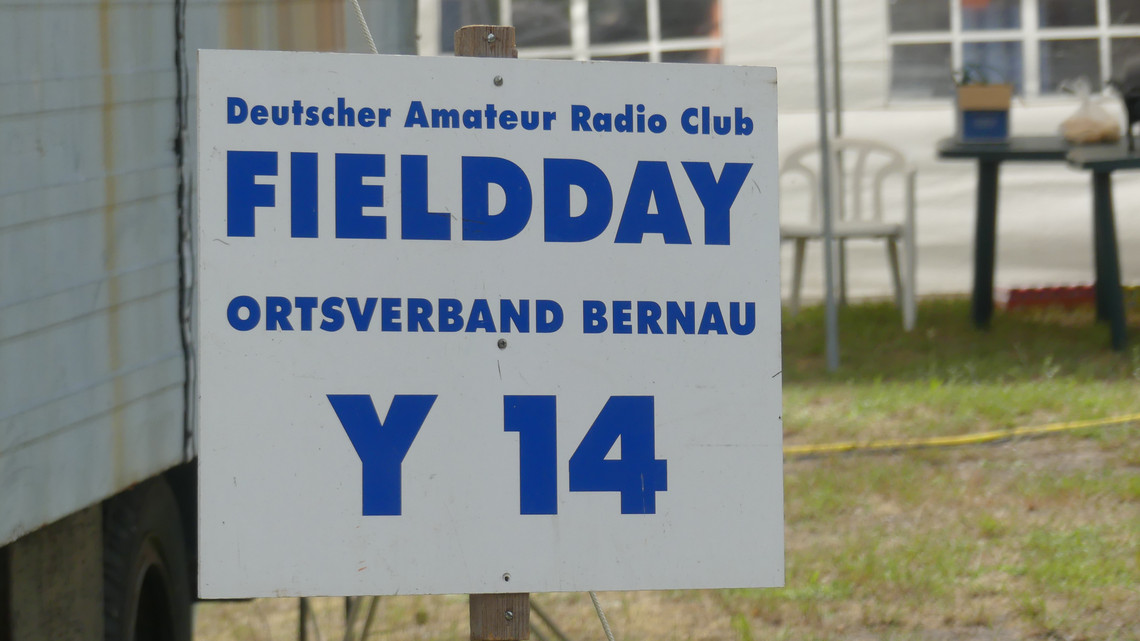 Deutscher Amateur Radio Club
FIELDDAY
ORTSVERBAND BERNAU
Y 14